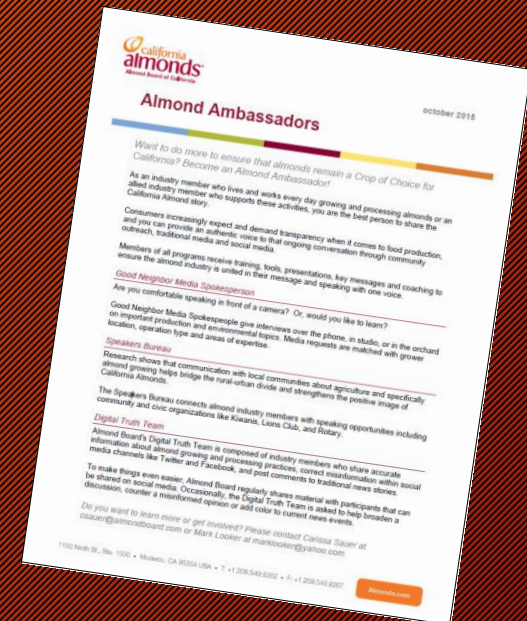 california
almonds
Almond Board of California
october 2015
Almond Ambassadors
Want to do more to ensure that almonds remain a Crop of Choice for
California? Become an Almond Ambassador!
As an industry member who lives and works every day growing and processing almonds or an
allied industry member who supports these activities, you are the best person to share the
California Almond story.
Consumers increasingly expect and demand transparency when it comes to food production,
and you can provide an authentic voice to that ongoing conversation through community
outreach, traditional media and social media.
Members of all programs receive training, tools, presentations, key messages and coaching to
ensure the almond industry is united in their message and speaking with one voice.
Good Neighbor Media Spokesperson
Are you comfortable speaking in front of a camera? Or, would you like to learn?
Good Neighbor Media Spokespeople give interviews over the phone, in studio, or in the orchard
on important production and environmental topics. Media requests are matched with grower
location, operation type and areas of expertise.
Speakers Bureau
Research shows that communication with local communities about agriculture and specifically
almond growing helps bridge the rural-urban divide and strengthens the positive image of
California Almonds.
The Speakers Bureau connects almond industry members with speaking opportunities including
community and civic organizations like Kiwanis, Lions Club, and Rotary.
Digital Truth Team
Almond Board's Digital Truth Team is composed of industry members who share accurate
information about almond growing and processing practices, correct misinformation within social
media channels like Twitter and Facebook, and post comments to traditional news stories.
To make things even easier, Almond Board regularly shares material with participants that can
be shared on social media. Occasionally, the Digital Truth Team is asked to help broaden a
discussion, counter a misinformed opinion or add color to current news events.
Do you want to learn more or get involved? Please contact Carissa Sauer at
csauer@almondboard.com or Mark Looker at marklooker@yahoo.com.
1150 Ninth St., Ste. 1500 • Modesto, CA 95354 USA • T: +1.209.549.8262 • F: +1.209.549.8267
Almonds.com